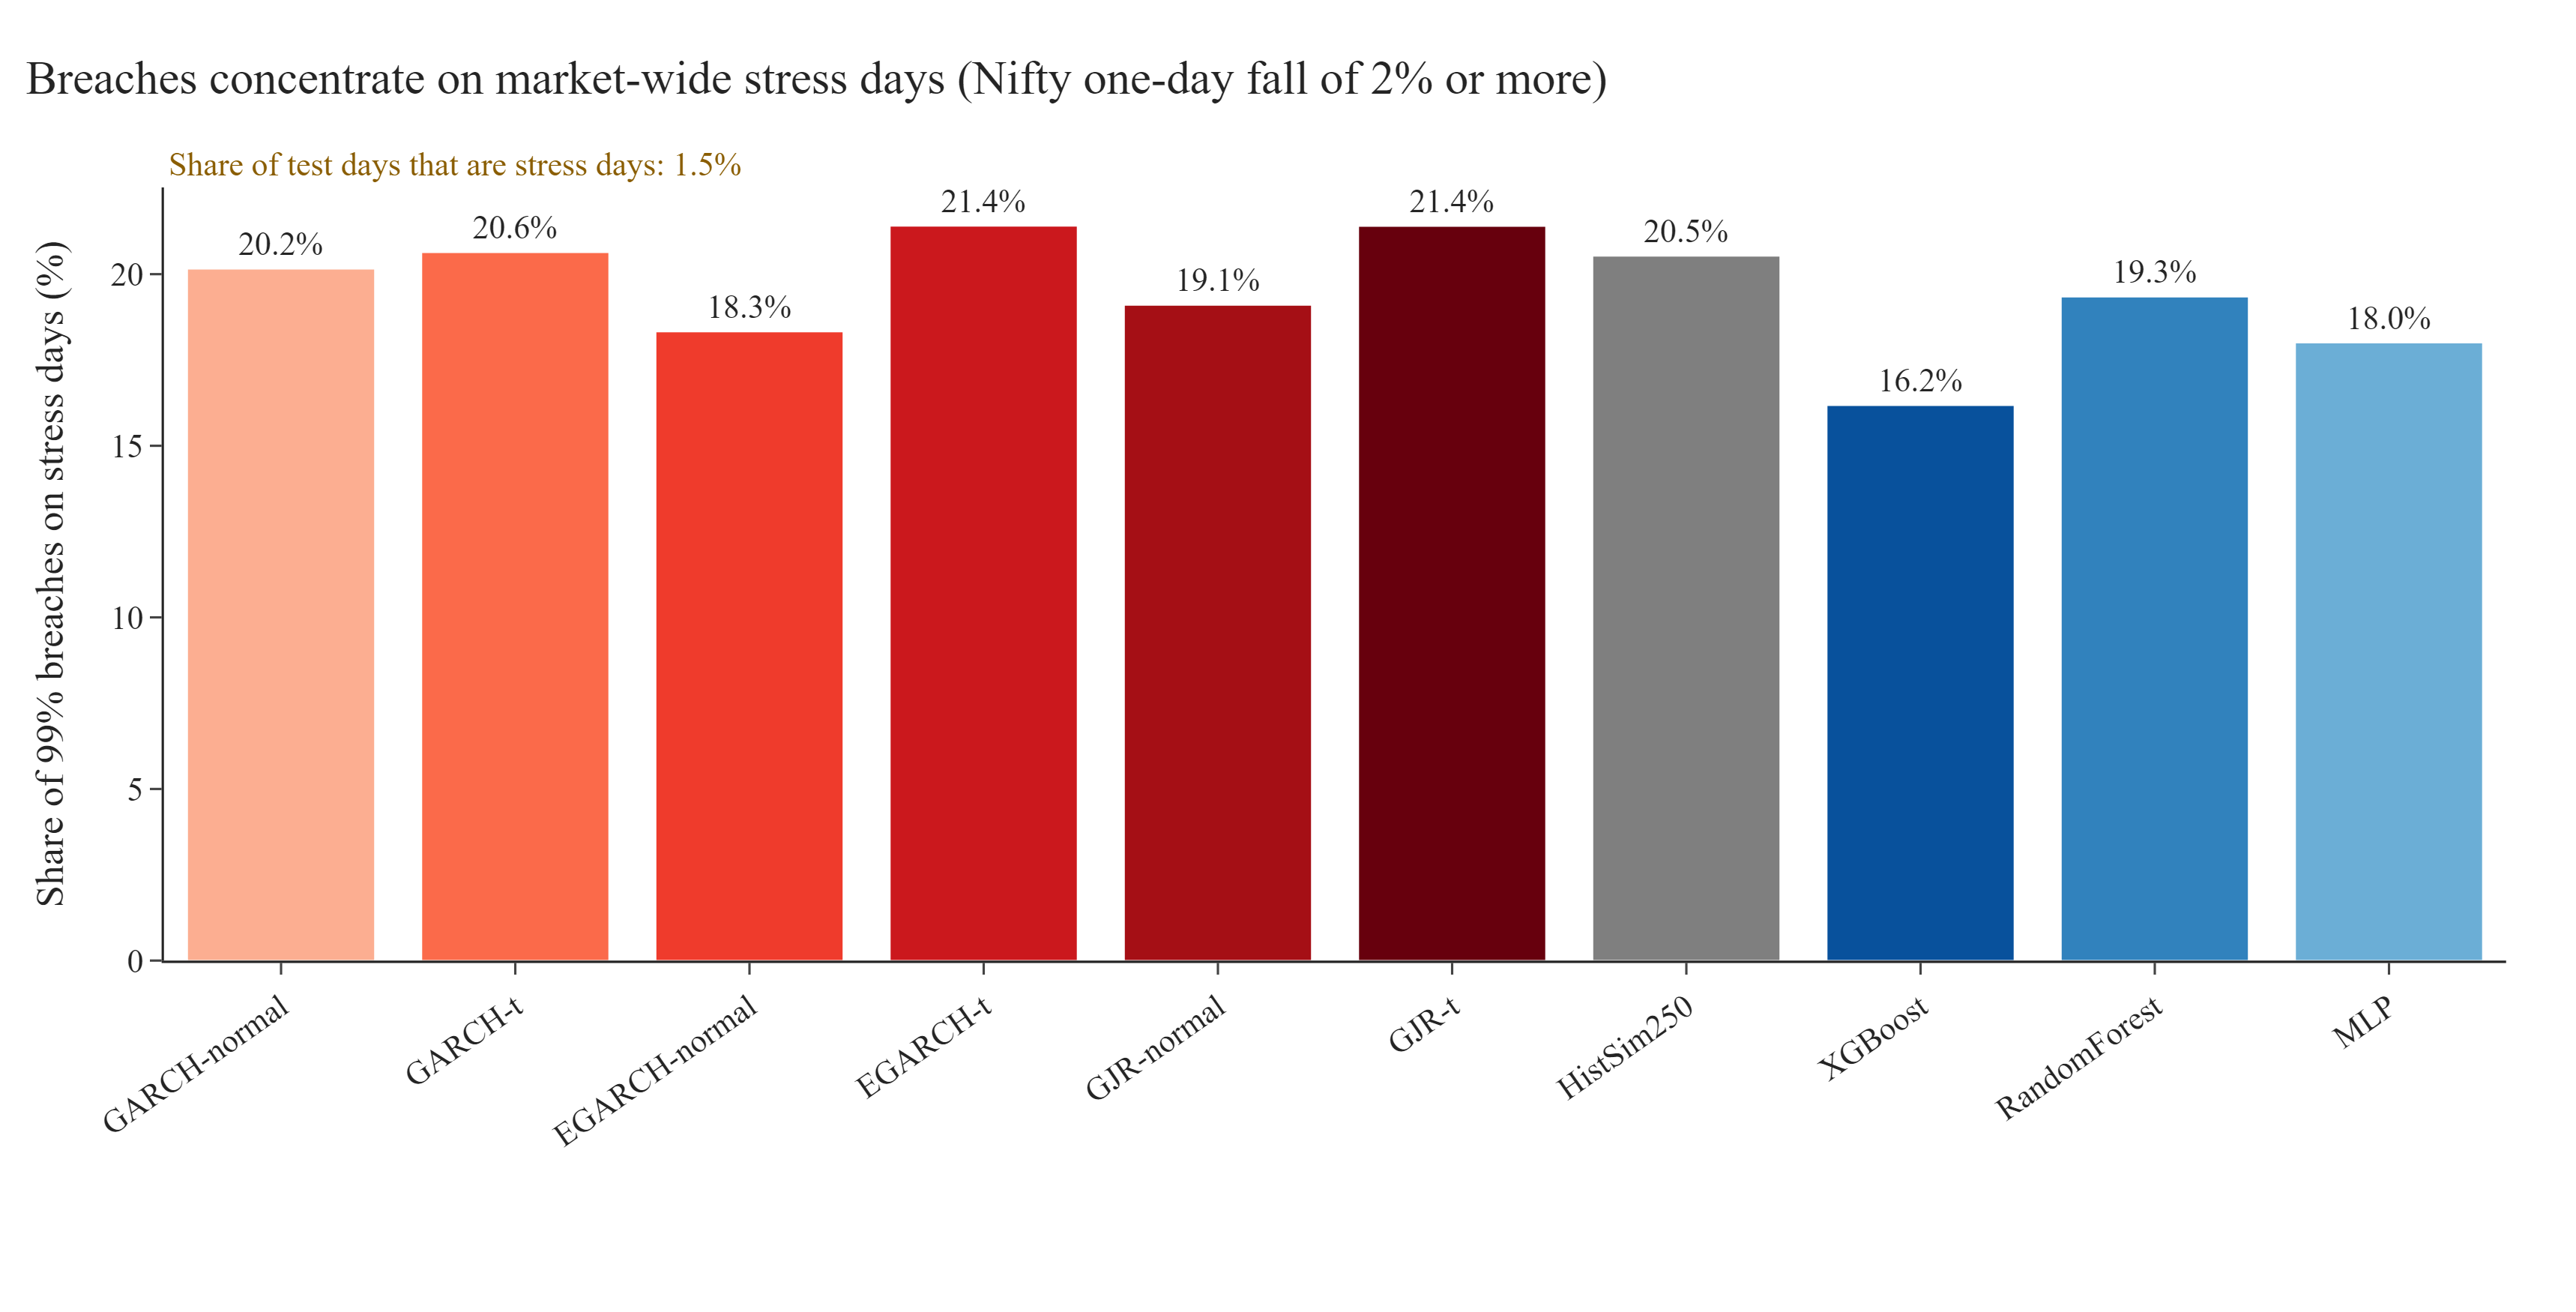 Breaches concentrate on market-wide stress days (Nifty one-day fall of 2% or more)
Share of test days that are stress days: 1.5%
Share of 99% breaches on stress days (%)
20
15
10
5
0
20.2%
20.6%
18.3%
21.4%
19.1%
21.4%
20.5%
16.2%
19.3%
18.0%
GARCH-normal
GARCH-t
EGARCH-normal
EGARCH-t
GJR-normal
GJR-t
HistSim250
XGBoost
RandomForest
MLP